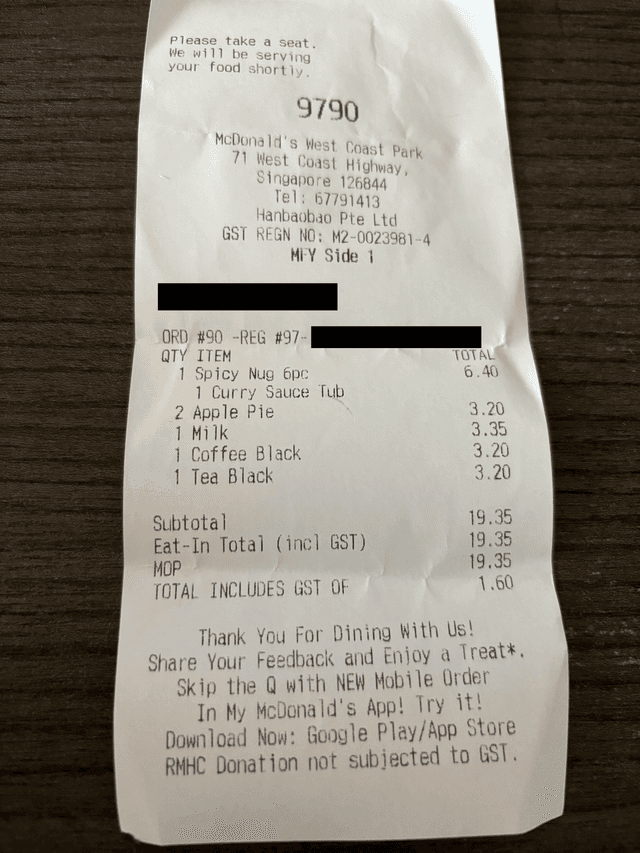 Please take a seat.
We will be serving
your food shortly.
9790
McDonald's West Coast Park
71 West Coast Highway,
Singapore 126844
Tel: 67791413
Hanbaobao Pte Ltd
GST REGN NO: M2-0023981-4
MFY Side 1
ORD #90 -REG #97-
QTY ITEM TOTAL
1 Spicy Nug 6pc 6.40
1 Curry Sauce Tub
2 Apple Pie 3.20
1 Milk 3.35
1 Coffee Black 3.20
1 Tea Black 3.20
Subtotal 19.35
Eat-In Total (incl GST) 19.35
MOP 19.35
TOTAL INCLUDES GST OF 1.60
Thank You For Dining With Us!
Share Your Feedback and Enjoy a Treat*.
Skip the Q with NEW Mobile Order
In My McDonald's App! Try it!
Download Now: Google Play/App Store
RMHC Donation not subjected to GST.